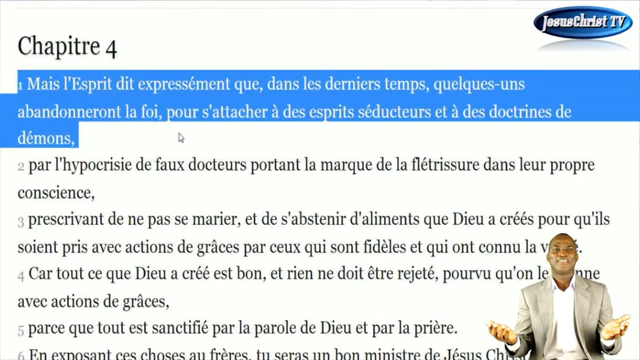 JesusChrist TV
Chapitre 4
1 Mais l'Esprit dit expressément que, dans les derniers temps, quelques-uns
abandonneront la foi, pour s'attacher à des esprits séducteurs et à des doctrines de
démons,
2 par l'hypocrisie de faux docteurs portant la marque de la flétrissure dans leur propre
conscience,
3 prescrivant de ne pas se marier, et de s'abstenir d'aliments que Dieu a créés pour qu'ils
soient pris avec actions de grâces par ceux qui sont fidèles et qui ont connu la
4 Car tout ce que Dieu a créé est bon, et rien ne doit être rejeté, pourvu qu'on le
avec actions de grâces,
5 parce que tout est sanctifié par la parole de Dieu et par la prière.
6 En exposant ces choses au frères, tu seras un bon ministre de Jésus